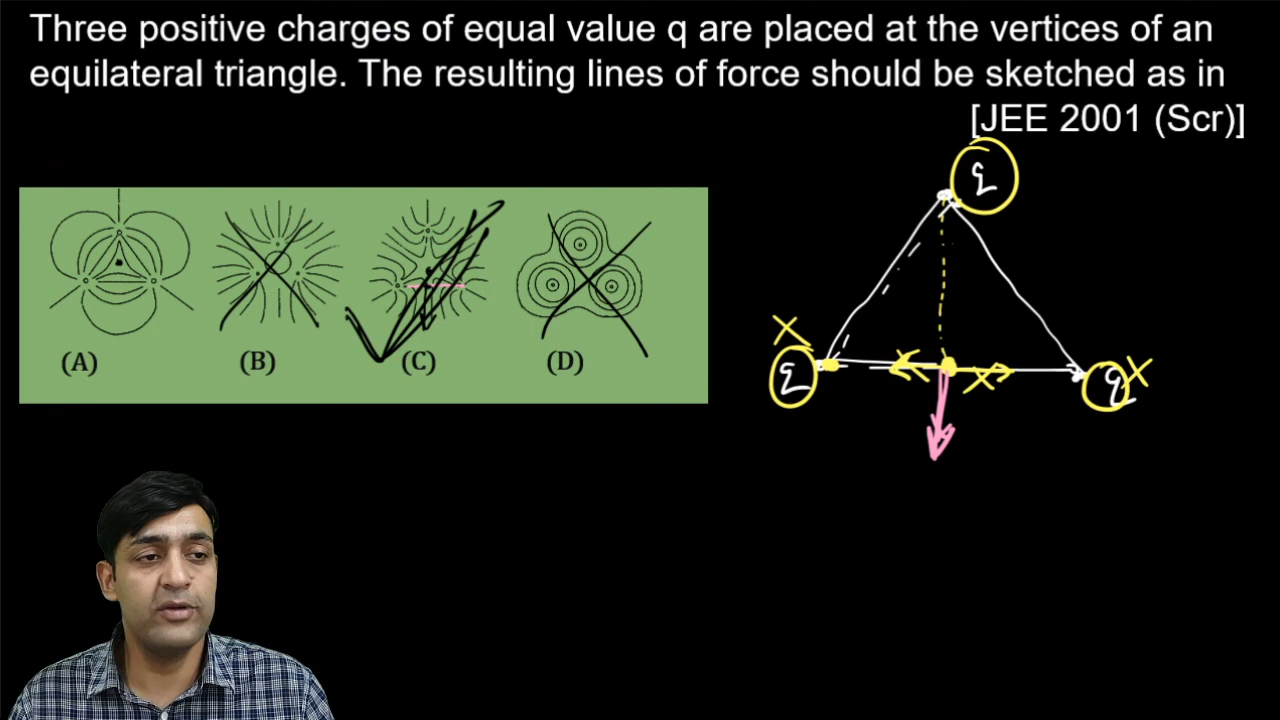 Three positive charges of equal value q are placed at the vertices of an
equilateral triangle. The resulting lines of force should be sketched as in
[JEE 2001 (Scr)]
(A) (B) (C) (D)
q
q q